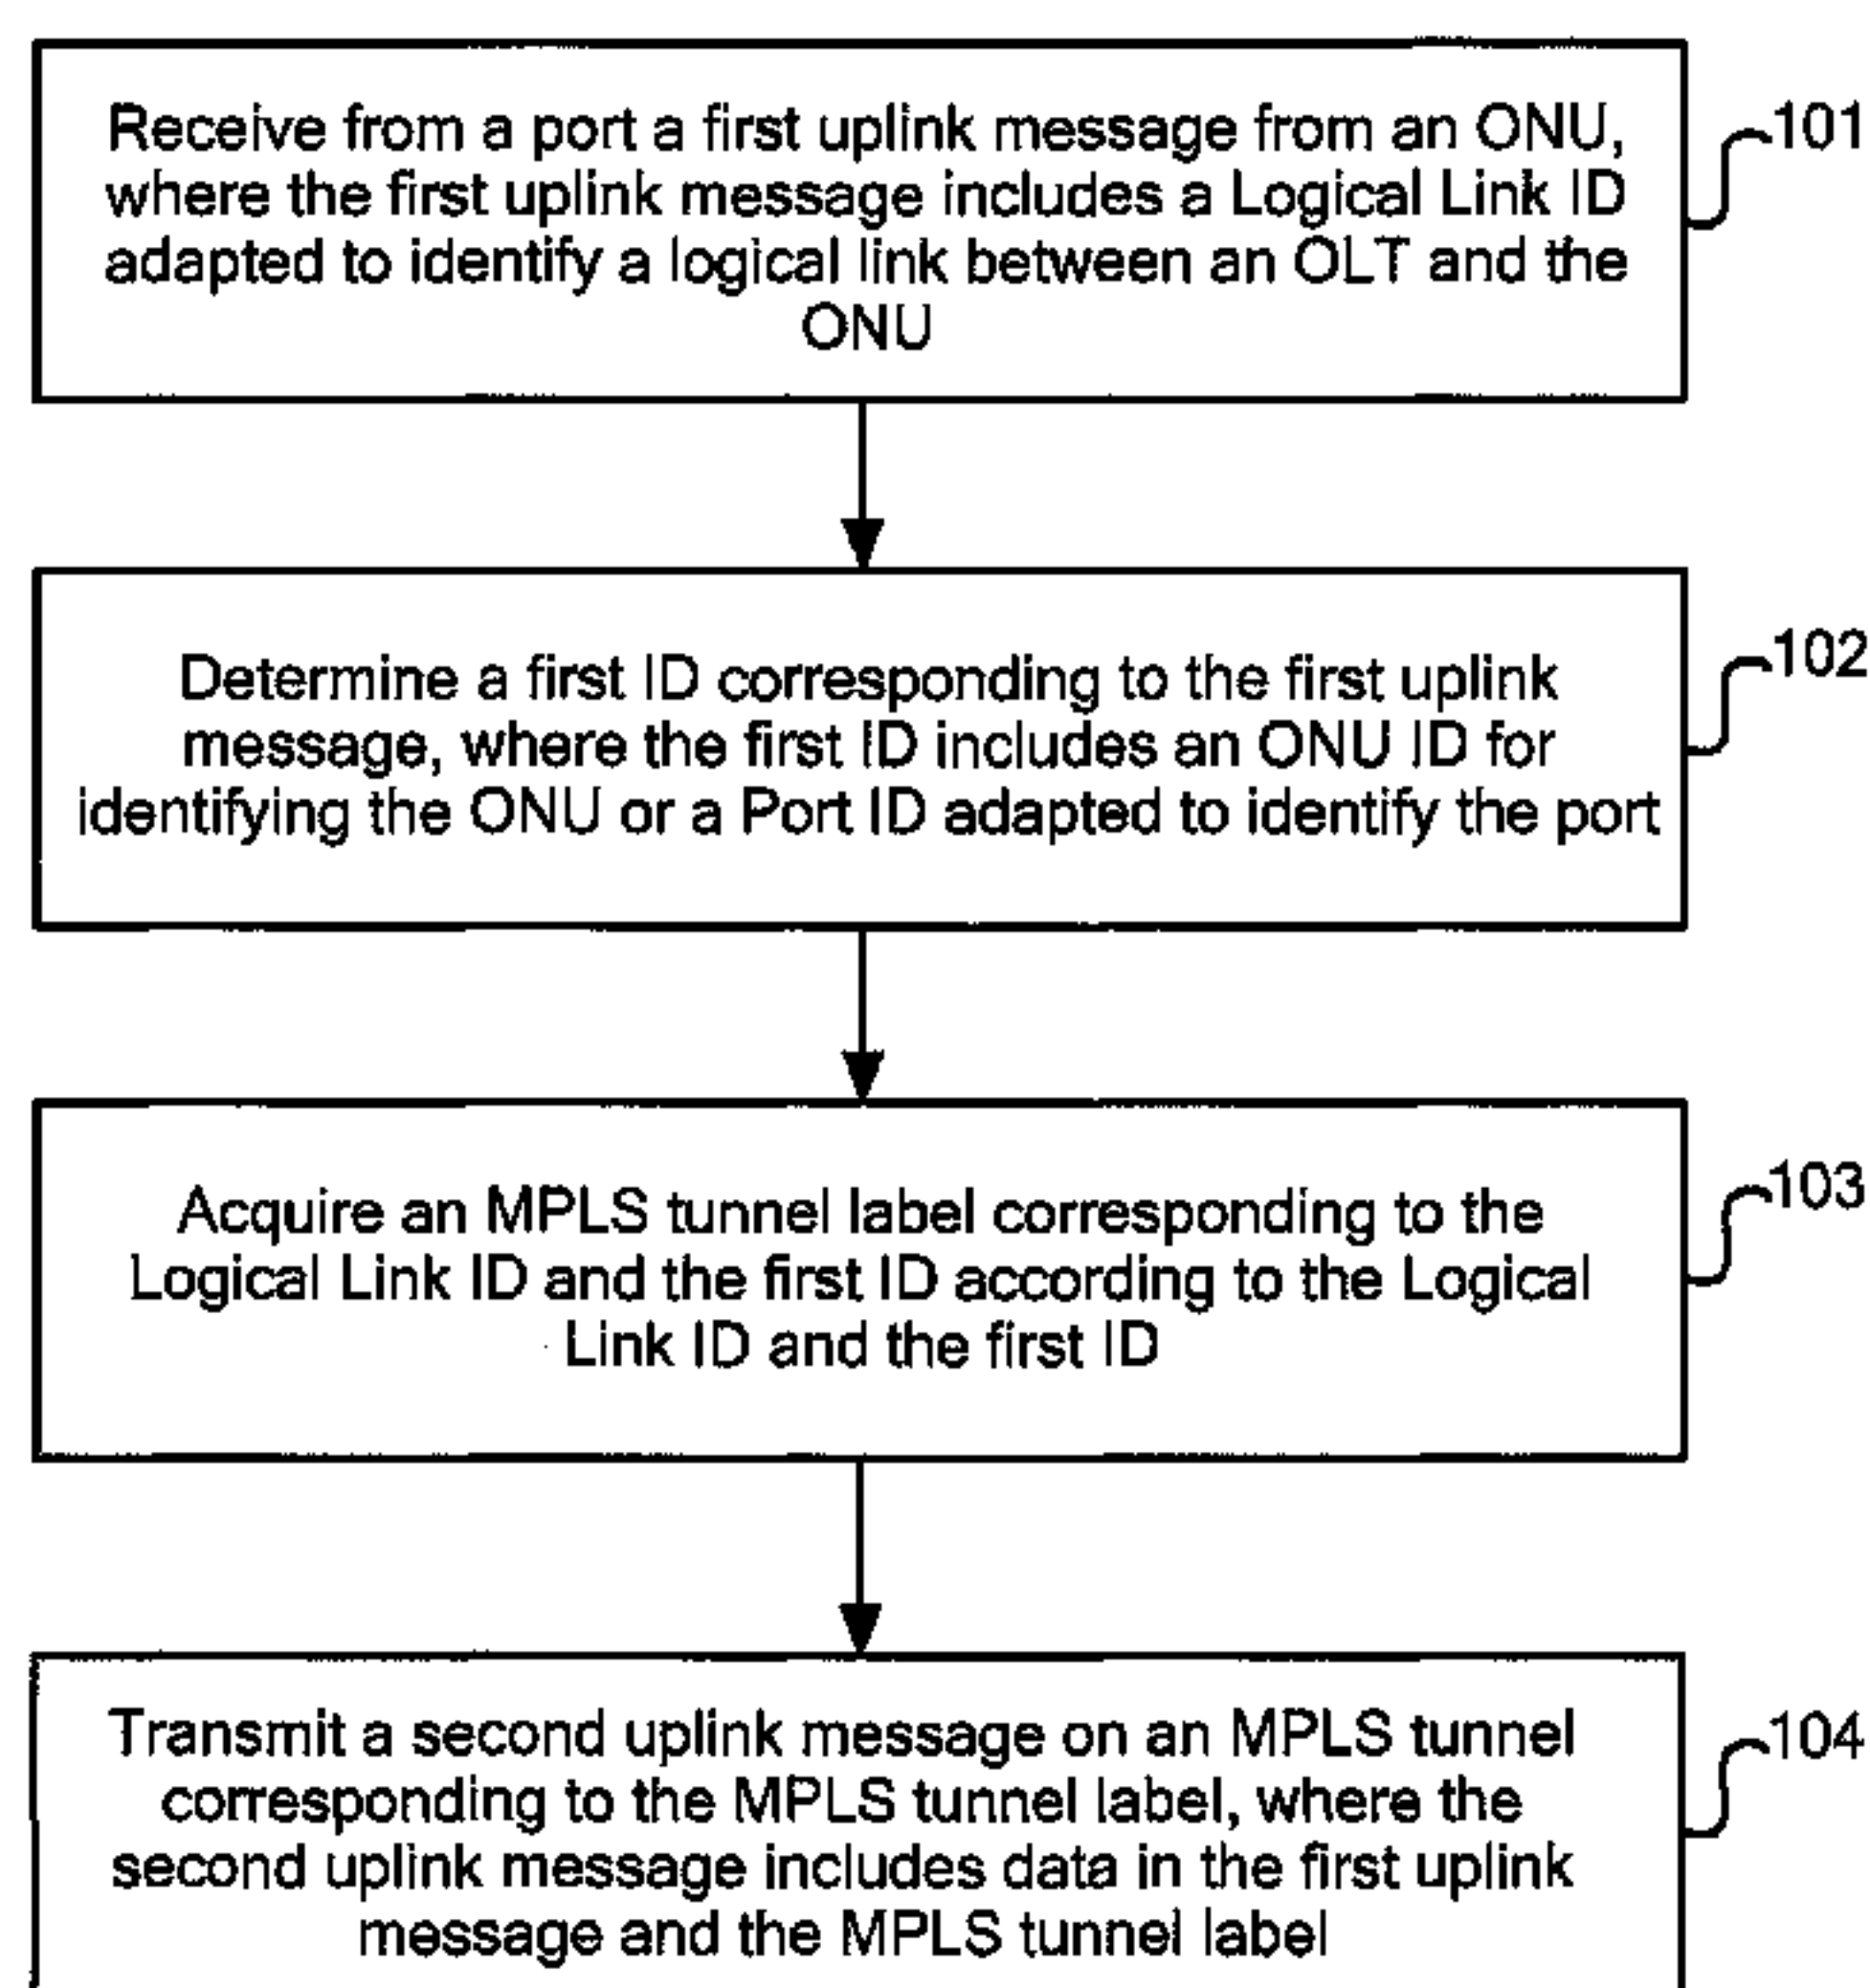 Receive from a port a first uplink message from an ONU,
where the first uplink message includes a Logical Link ID
adapted to identify a logical link between an OLT and the
ONU
101
Determine a first ID corresponding to the first uplink
message, where the first ID includes an ONU ID for
identifying the ONU or a Port ID adapted to identify the port
102
Acquire an MPLS tunnel label corresponding to the
Logical Link ID and the first ID according to the Logical
Link ID and the first ID
103
Transmit a second uplink message on an MPLS tunnel
corresponding to the MPLS tunnel label, where the
second uplink message includes data in the first uplink
message and the MPLS tunnel label
104